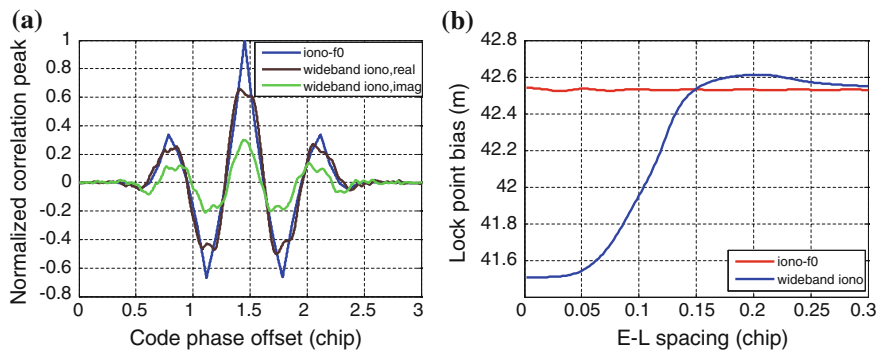 (a)
Normalized correlation peak
1
0.8
0.6
0.4
0.2
0
-0.2
-0.4
-0.6
-0.8
iono-f0
wideband iono,real
wideband iono,imag
0 0.5 1 1.5 2 2.5 3
Code phase offset (chip)
(b)
Lock point bias (m)
42.8
42.6
42.4
42.2
42
41.8
41.6
iono-f0
wideband iono
0 0.05 0.1 0.15 0.2 0.25 0.3
E-L spacing (chip)